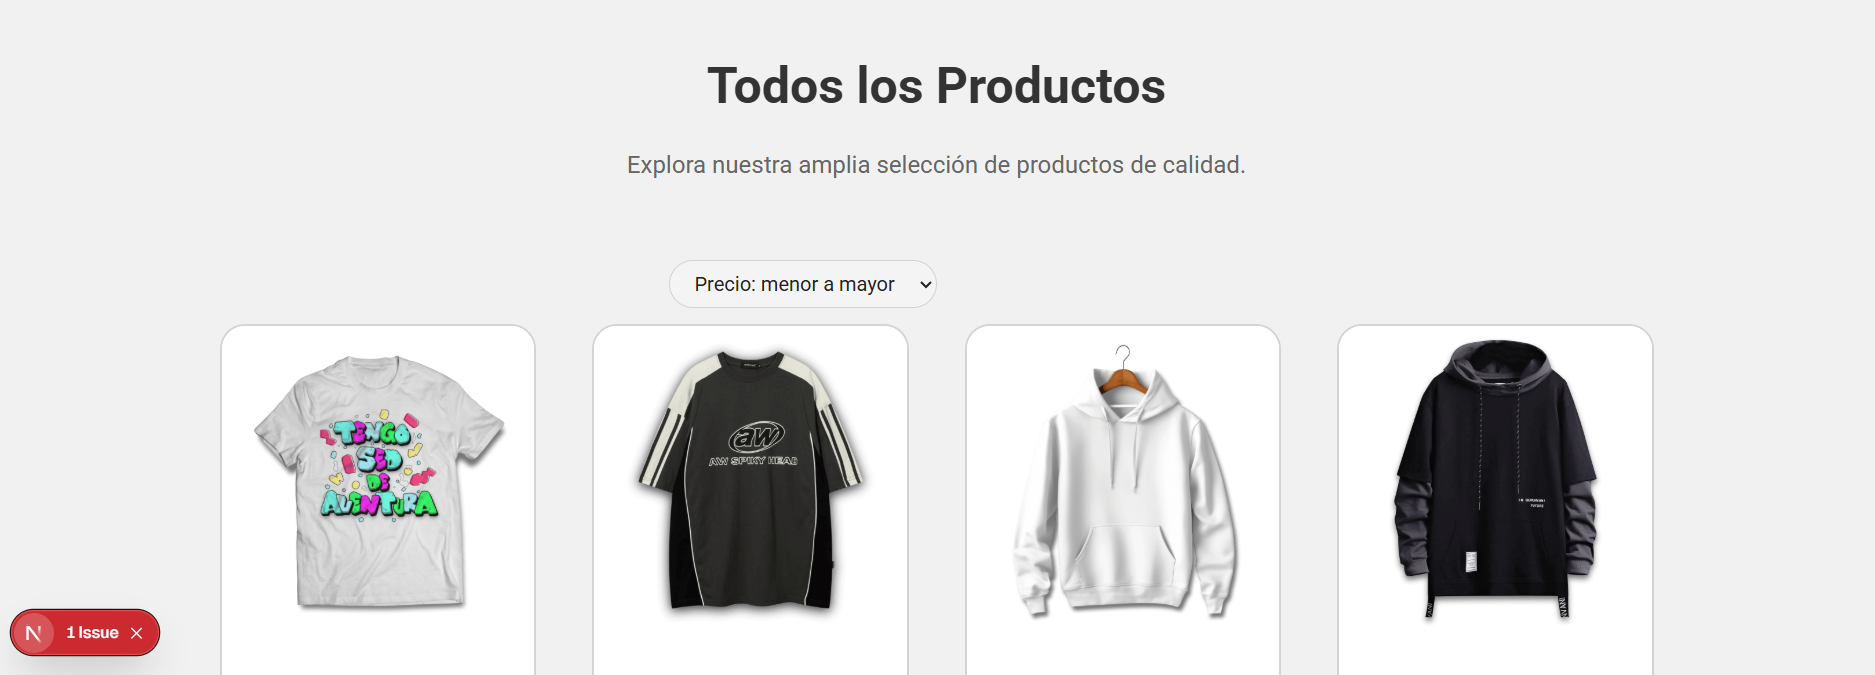 Todos los Productos
Explora nuestra amplia selección de productos de calidad.
Precio: menor a mayor
TENGO
SED
DE
AVENTURA
aw
AW SPIKY HEAD
N 1 Issue